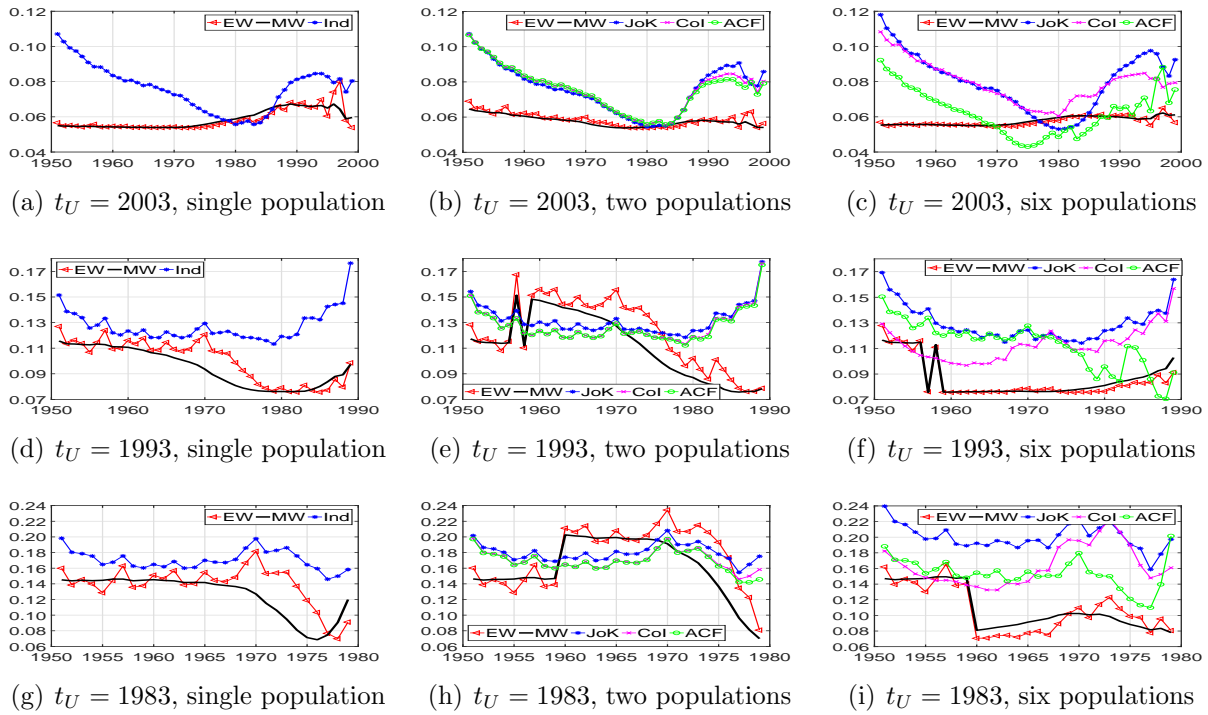 EW MW Ind
0.12
0.10
0.08
0.06
0.04
1950 1960 1970 1980 1990 2000
(a) t_U = 2003, single population
EW MW JoK CoI ACF
0.12
0.10
0.08
0.06
0.04
1950 1960 1970 1980 1990 2000
(b) t_U = 2003, two populations
EW MW JoK CoI ACF
0.12
0.10
0.08
0.06
0.04
1950 1960 1970 1980 1990 2000
(c) t_U = 2003, six populations
EW MW Ind
0.17
0.15
0.13
0.11
0.09
0.07
1950 1960 1970 1980 1990
(d) t_U = 1993, single population
0.17
0.15
0.13
0.11
0.09
0.07
EW MW JoK CoI ACF
1950 1960 1970 1980 1990
(e) t_U = 1993, two populations
EW MW JoK CoI ACF
0.17
0.15
0.13
0.11
0.09
0.07
1950 1960 1970 1980 1990
(f) t_U = 1993, six populations
EW MW Ind
0.24
0.22
0.20
0.18
0.16
0.14
0.12
0.10
0.08
0.06
1950 1955 1960 1965 1970 1975 1980
(g) t_U = 1983, single population
0.24
0.22
0.20
0.18
0.16
0.14
0.12
0.10
0.08
0.06
EW MW JoK CoI ACF
1950 1955 1960 1965 1970 1975 1980
(h) t_U = 1983, two populations
EW MW JoK CoI ACF
0.24
0.22
0.20
0.18
0.16
0.14
0.12
0.10
0.08
0.06
1950 1955 1960 1965 1970 1975 1980
(i) t_U = 1983, six populations